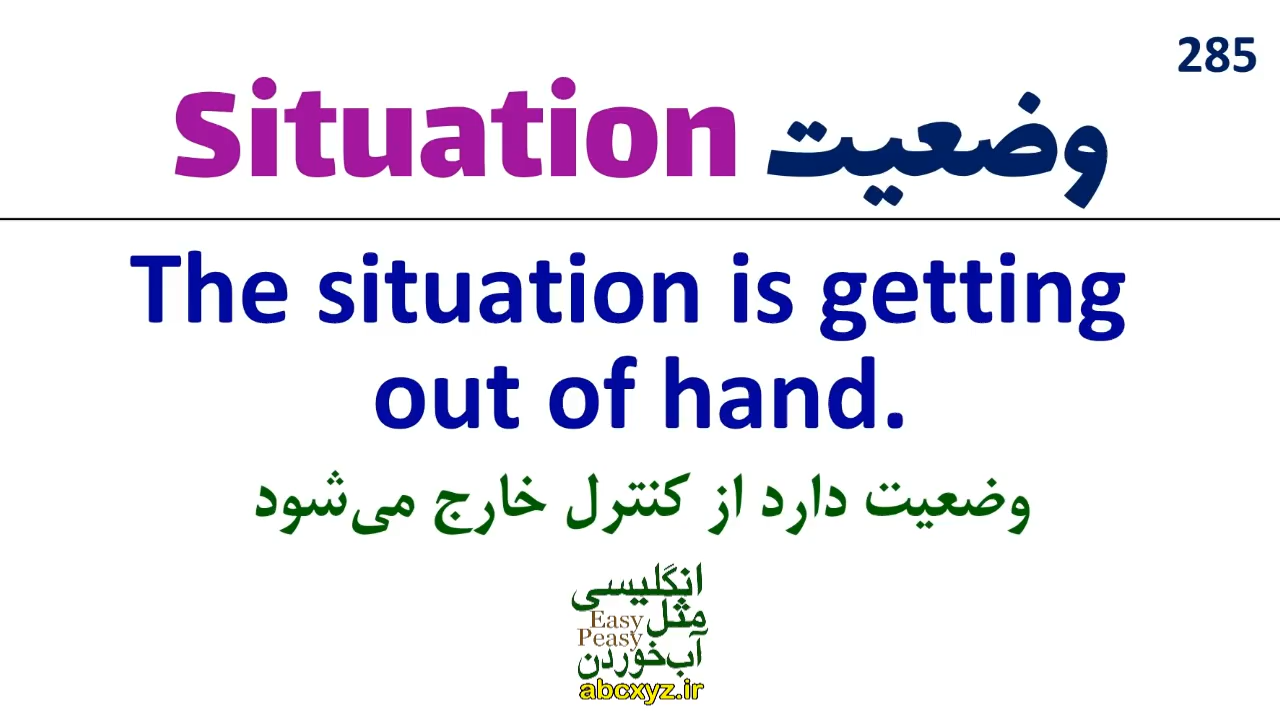 285
Situation وضعیت
The situation is getting
out of hand.
وضعیت دارد از کنترل خارج می‌شود
انگلیسی
مثل Easy
Peasy
آب‌خوردن
abcxyz.ir